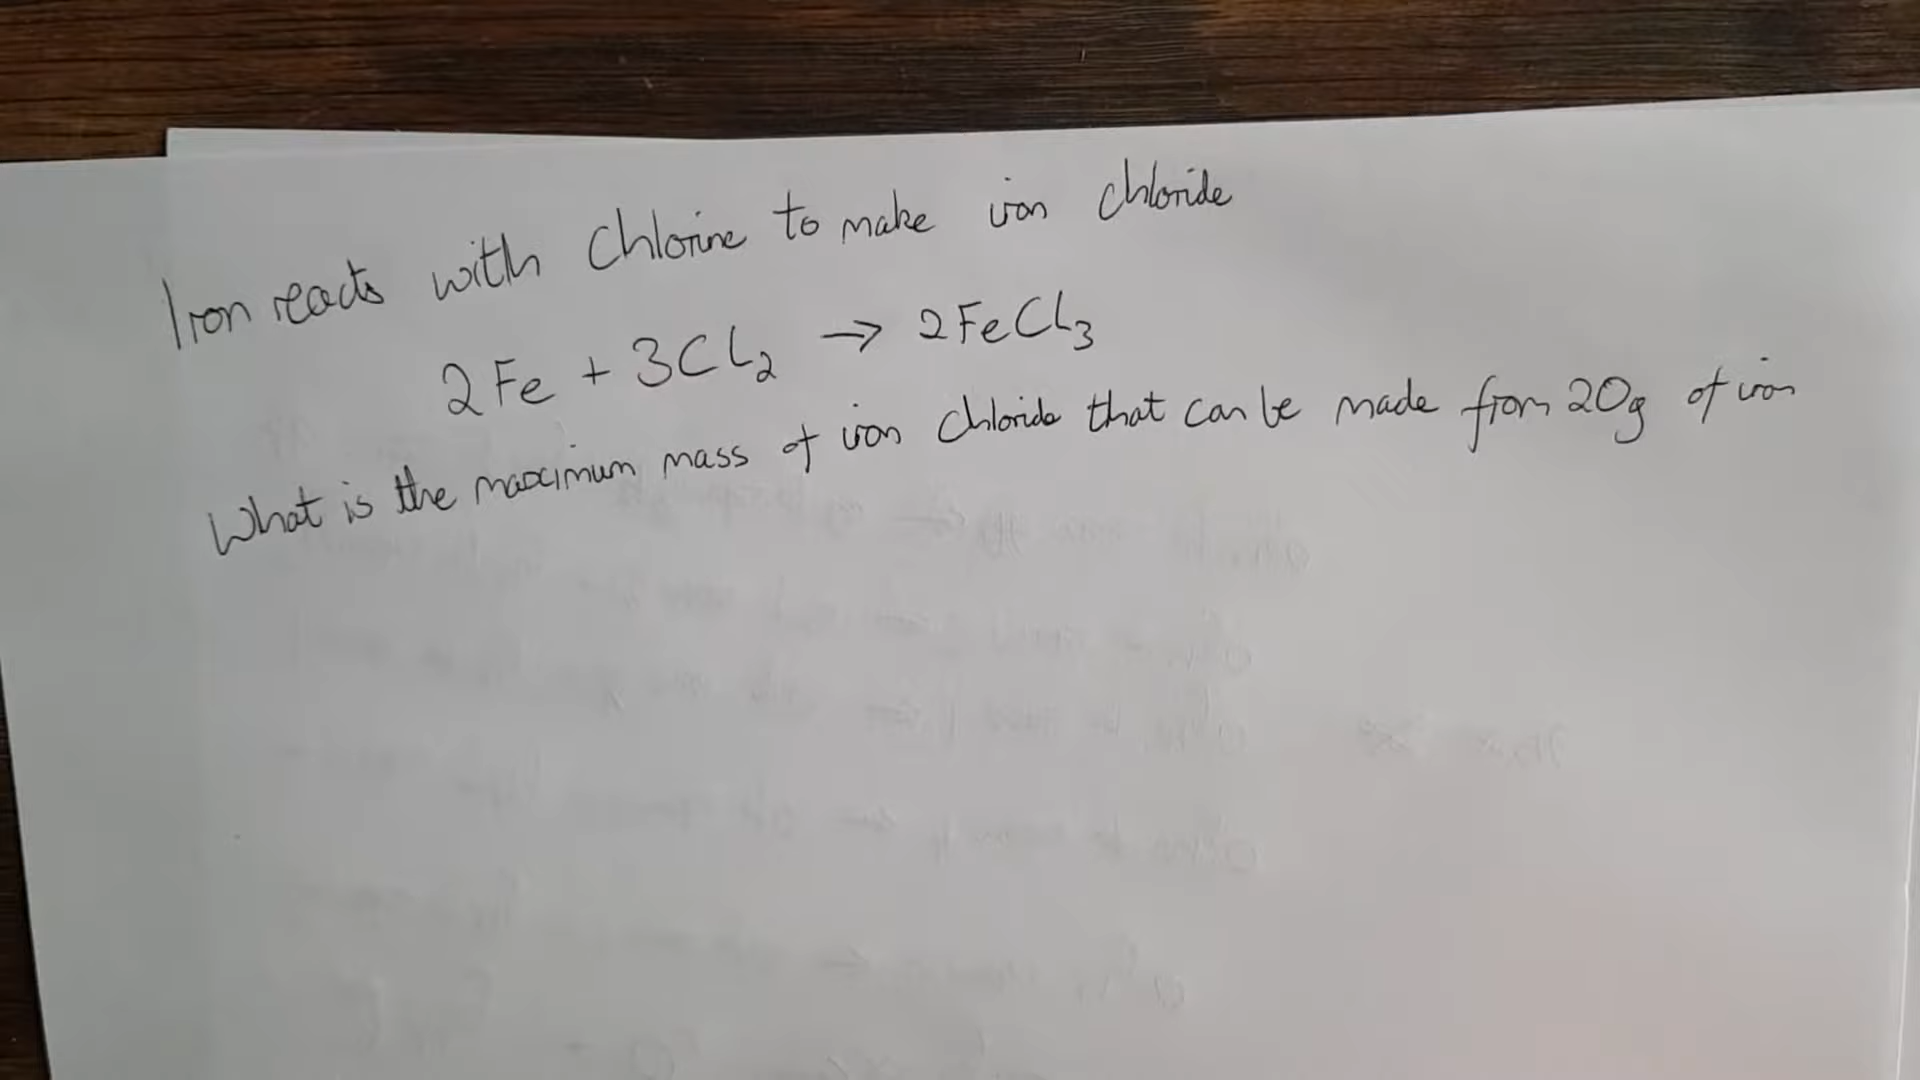 Iron reacts with Chlorine to make iron chloride
2Fe + 3Cl₂ → 2FeCl₃
What is the maximum mass of iron chloride that can be made from 20g of iron